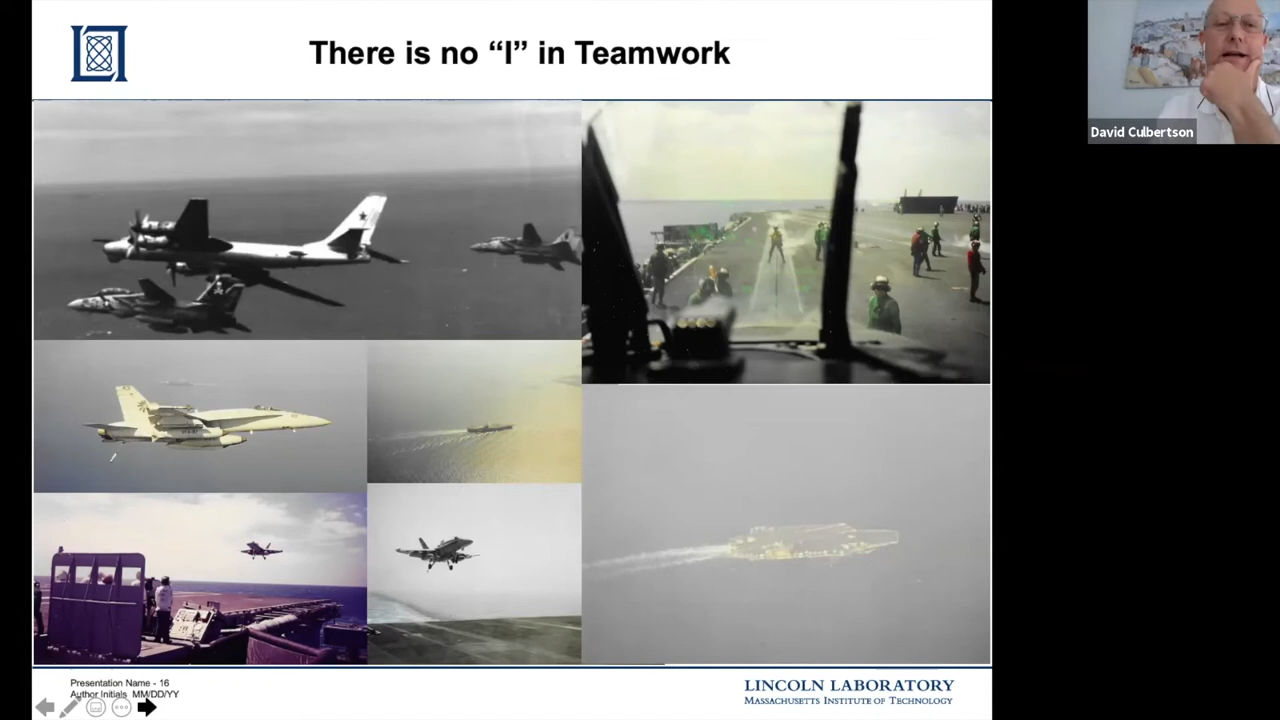 There is no “I” in Teamwork
David Culbertson
Presentation Name - 16
Author Initials MM/DD/YY
LINCOLN LABORATORY
MASSACHUSETTS INSTITUTE OF TECHNOLOGY